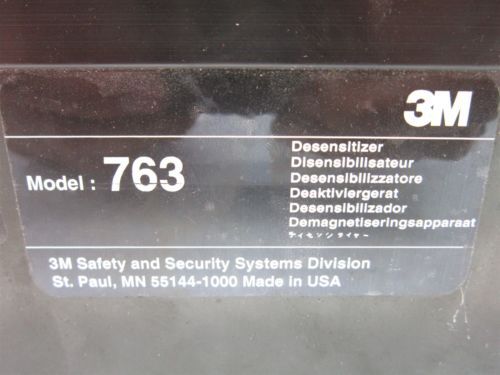 3M
Model : 763
Desensitizer
Disensibilisateur
Desensibilizzatore
Deaktiviergerat
Desensibilizador
Demagnetiseringsapparaat
3M Safety and Security Systems Division
St. Paul, MN 55144-1000 Made in USA